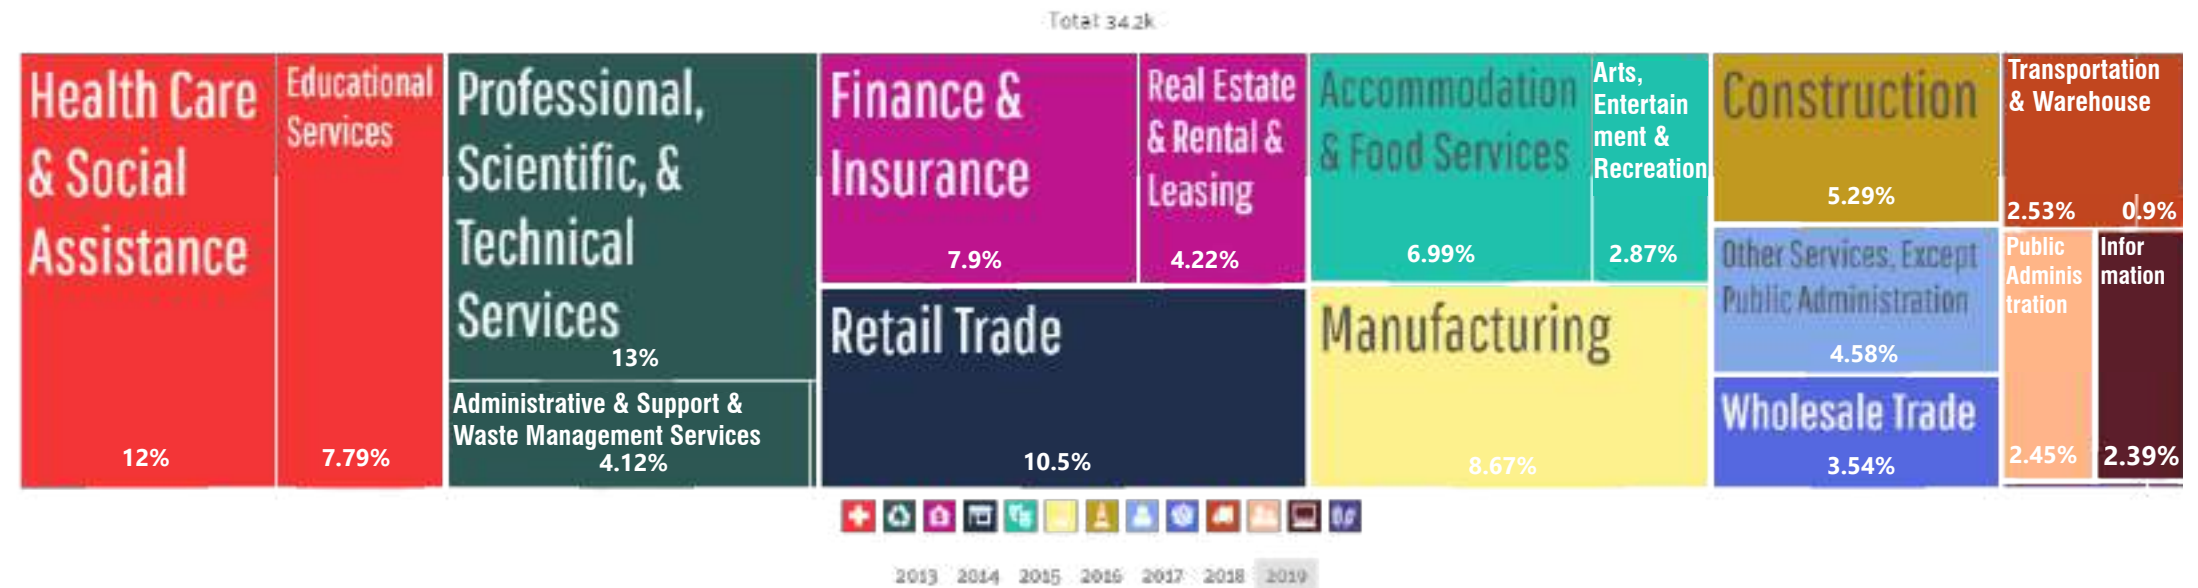 Total: 34.2k
Health Care
& Social
Assistance
12%
Educational
Services
7.79%
Professional,
Scientific, &
Technical
Services
13%
Administrative & Support &
Waste Management Services
4.12%
Finance &
Insurance
7.9%
Real Estate
& Rental &
Leasing
4.22%
Retail Trade
10.5%
Accommodation
& Food Services
6.99%
Arts,
Entertain
ment &
Recreation
2.87%
Manufacturing
8.67%
Construction
5.29%
Other Services, Except
Public Administration
4.58%
Wholesale Trade
3.54%
Transportation
& Warehouse
2.53% 0.9%
Public
Adminis
tration
2.45%
Infor
mation
2.39%
2013 2014 2015 2016 2017 2018 2019